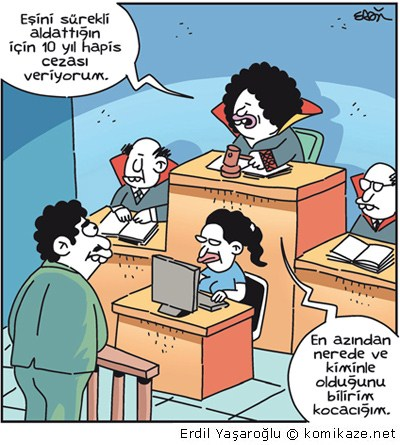 Eşini sürekli
aldattığın
için 10 yıl hapis
cezası
veriyorum.
ERDİL
En azından
nerede ve
kiminle
olduğunu
bilirim
kocacığım.
Erdil Yaşaroğlu © komikaze.net